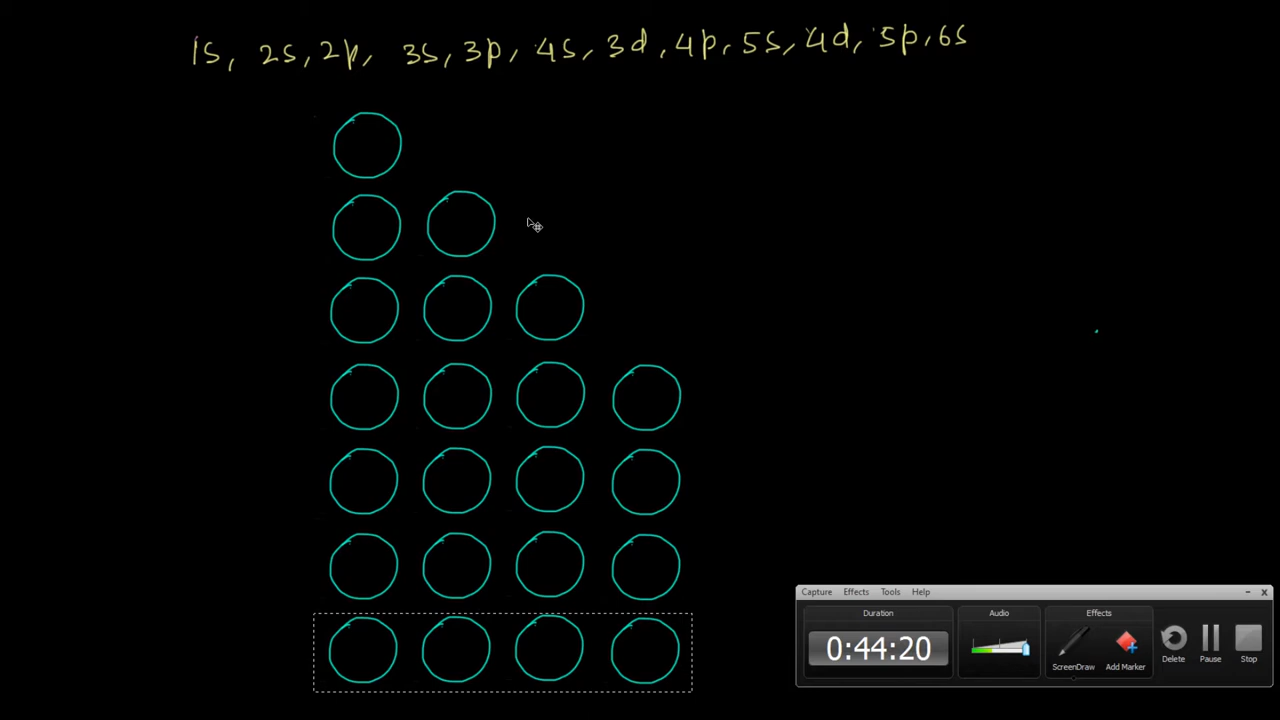 1s, 2s, 2p, 3s, 3p, 4s, 3d, 4p, 5s, 4d, 5p, 6s
Capture Effects Tools Help
Duration Audio Effects
0:44:20
ScreenDraw Add Marker Delete Pause Stop